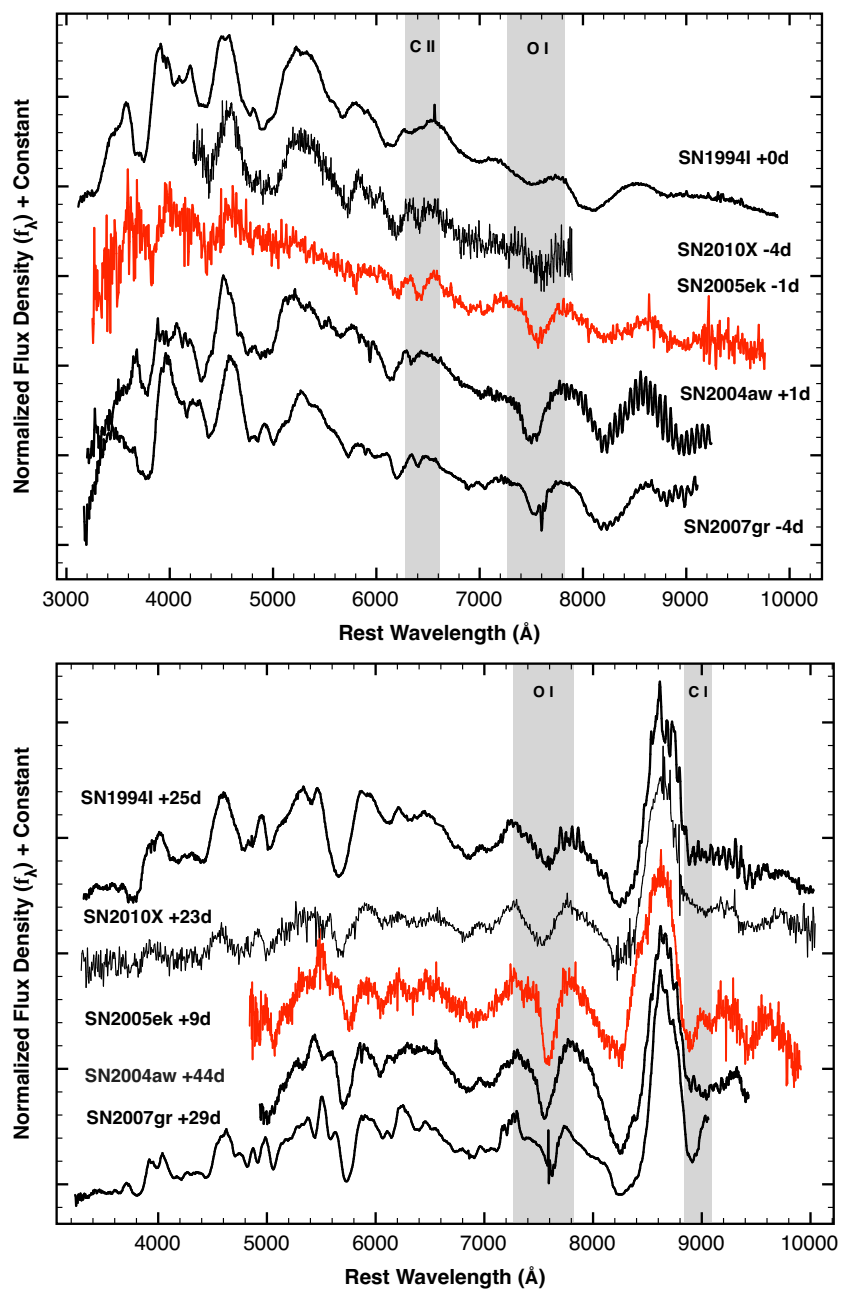 C II
O I
SN1994I +0d
SN2010X -4d
SN2005ek -1d
SN2004aw +1d
SN2007gr -4d
Normalized Flux Density (fλ) + Constant
3000 4000 5000 6000 7000 8000 9000 10000
Rest Wavelength (Å)
O I
C I
SN1994I +25d
SN2010X +23d
SN2005ek +9d
SN2004aw +44d
SN2007gr +29d
Normalized Flux Density (fλ) + Constant
4000 5000 6000 7000 8000 9000 10000
Rest Wavelength (Å)